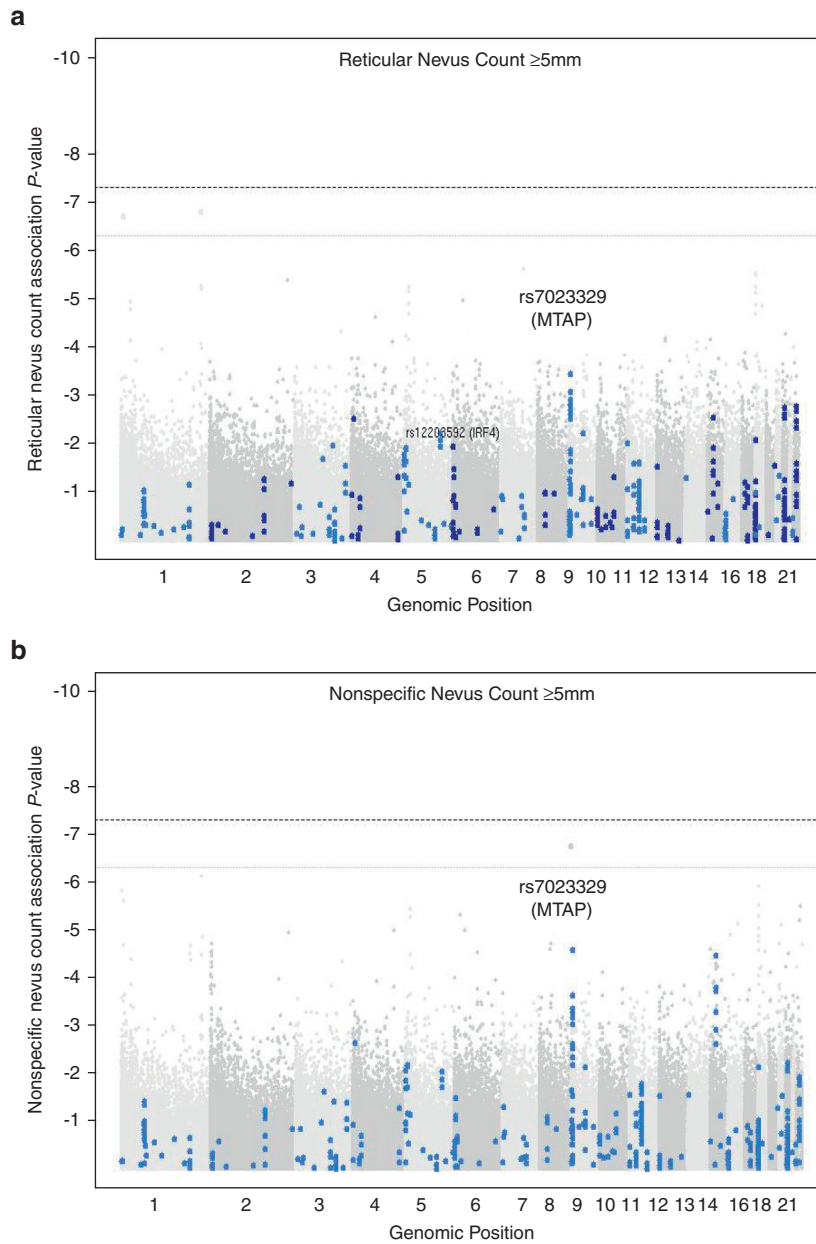 a
Reticular Nevus Count ≥5mm
Reticular nevus count association P-value
-10
-8
-7
-6
-5
-4
-3
-2
-1
rs7023329
(MTAP)
rs12203592 (IRF4)
1 2 3 4 5 6 7 8 9 10 11 12 13 14 16 18 21
Genomic Position
b
Nonspecific Nevus Count ≥5mm
Nonspecific nevus count association P-value
-10
-8
-7
-6
-5
-4
-3
-2
-1
rs7023329
(MTAP)
1 2 3 4 5 6 7 8 9 10 11 12 13 14 16 18 21
Genomic Position